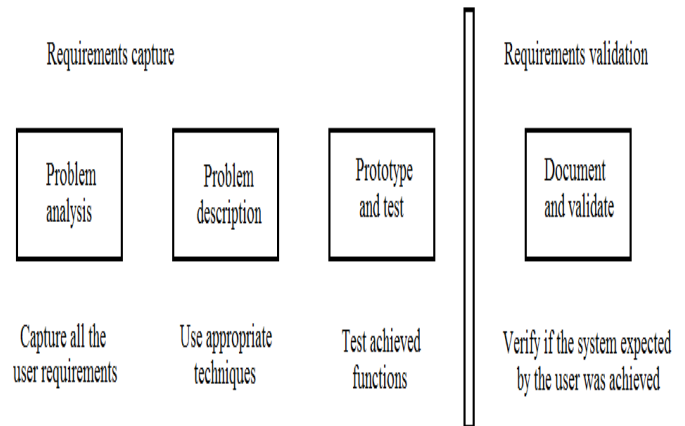 Requirements capture
Requirements validation
Problem
analysis
Problem
description
Prototype
and test
Document
and validate
Capture all the
user requirements
Use appropriate
techniques
Test achieved
functions
Verify if the system expected
by the user was achieved